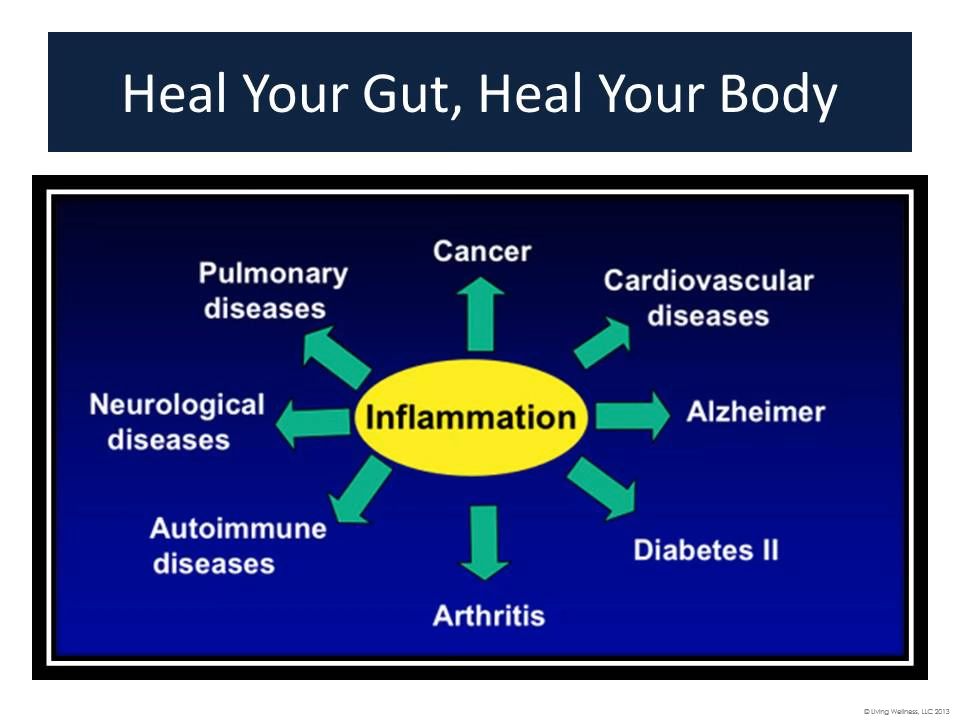 Heal Your Gut, Heal Your Body
Cancer
Pulmonary
diseases
Cardiovascular
diseases
Neurological
diseases
Inflammation
Alzheimer
Autoimmune
diseases
Diabetes II
Arthritis
© Living Wellness, LLC 2013